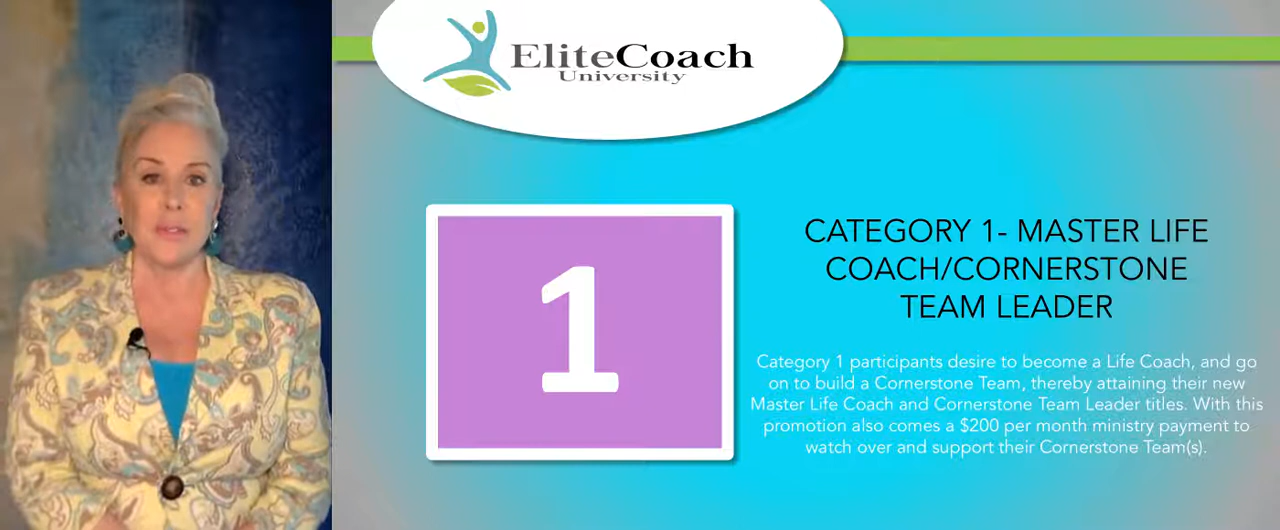 EliteCoach
University
1
CATEGORY 1- MASTER LIFE
COACH/CORNERSTONE
TEAM LEADER
Category 1 participants desire to become a Life Coach, and go
on to build a Cornerstone Team, thereby attaining their new
Master Life Coach and Cornerstone Team Leader titles. With this
promotion also comes a $200 per month ministry payment to
watch over and support their Cornerstone Team(s).